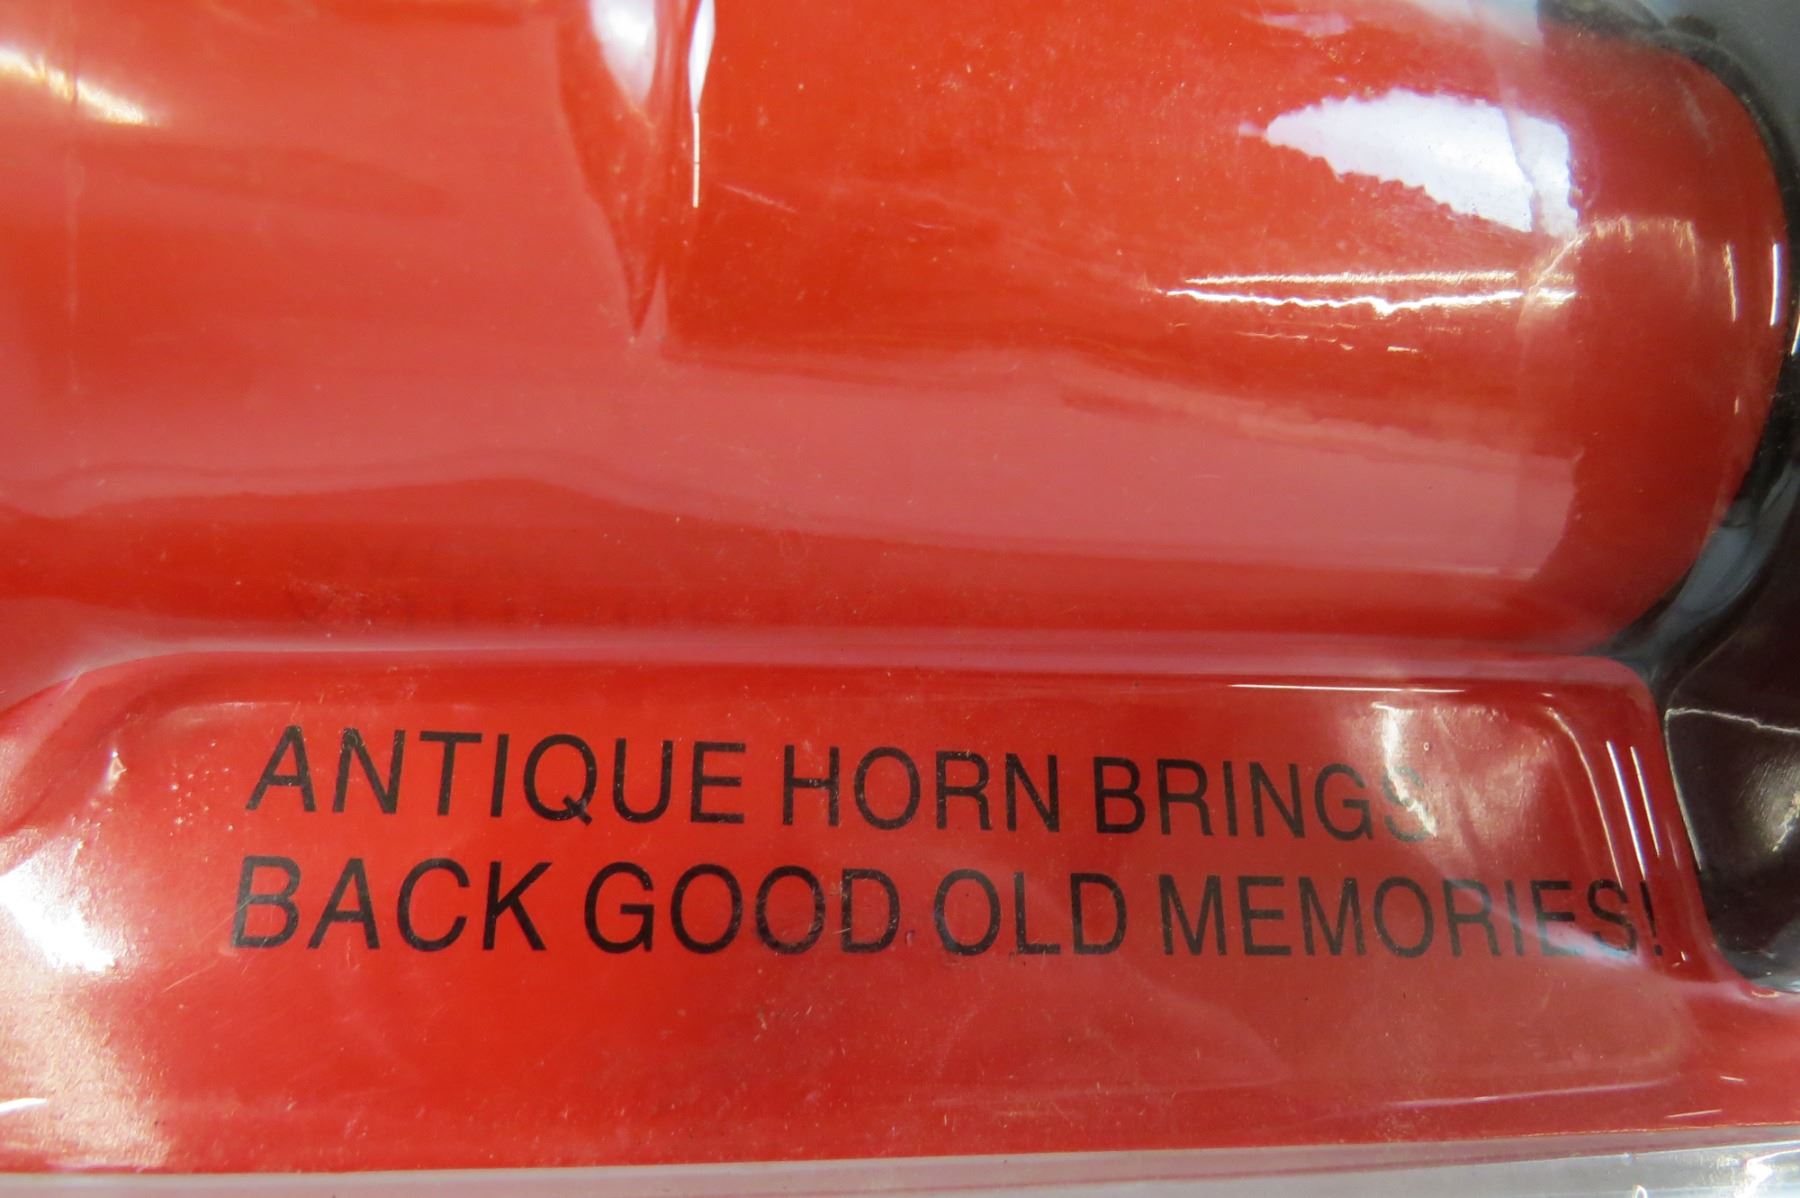 ANTIQUE HORN BRINGS
BACK GOOD OLD MEMORIES!